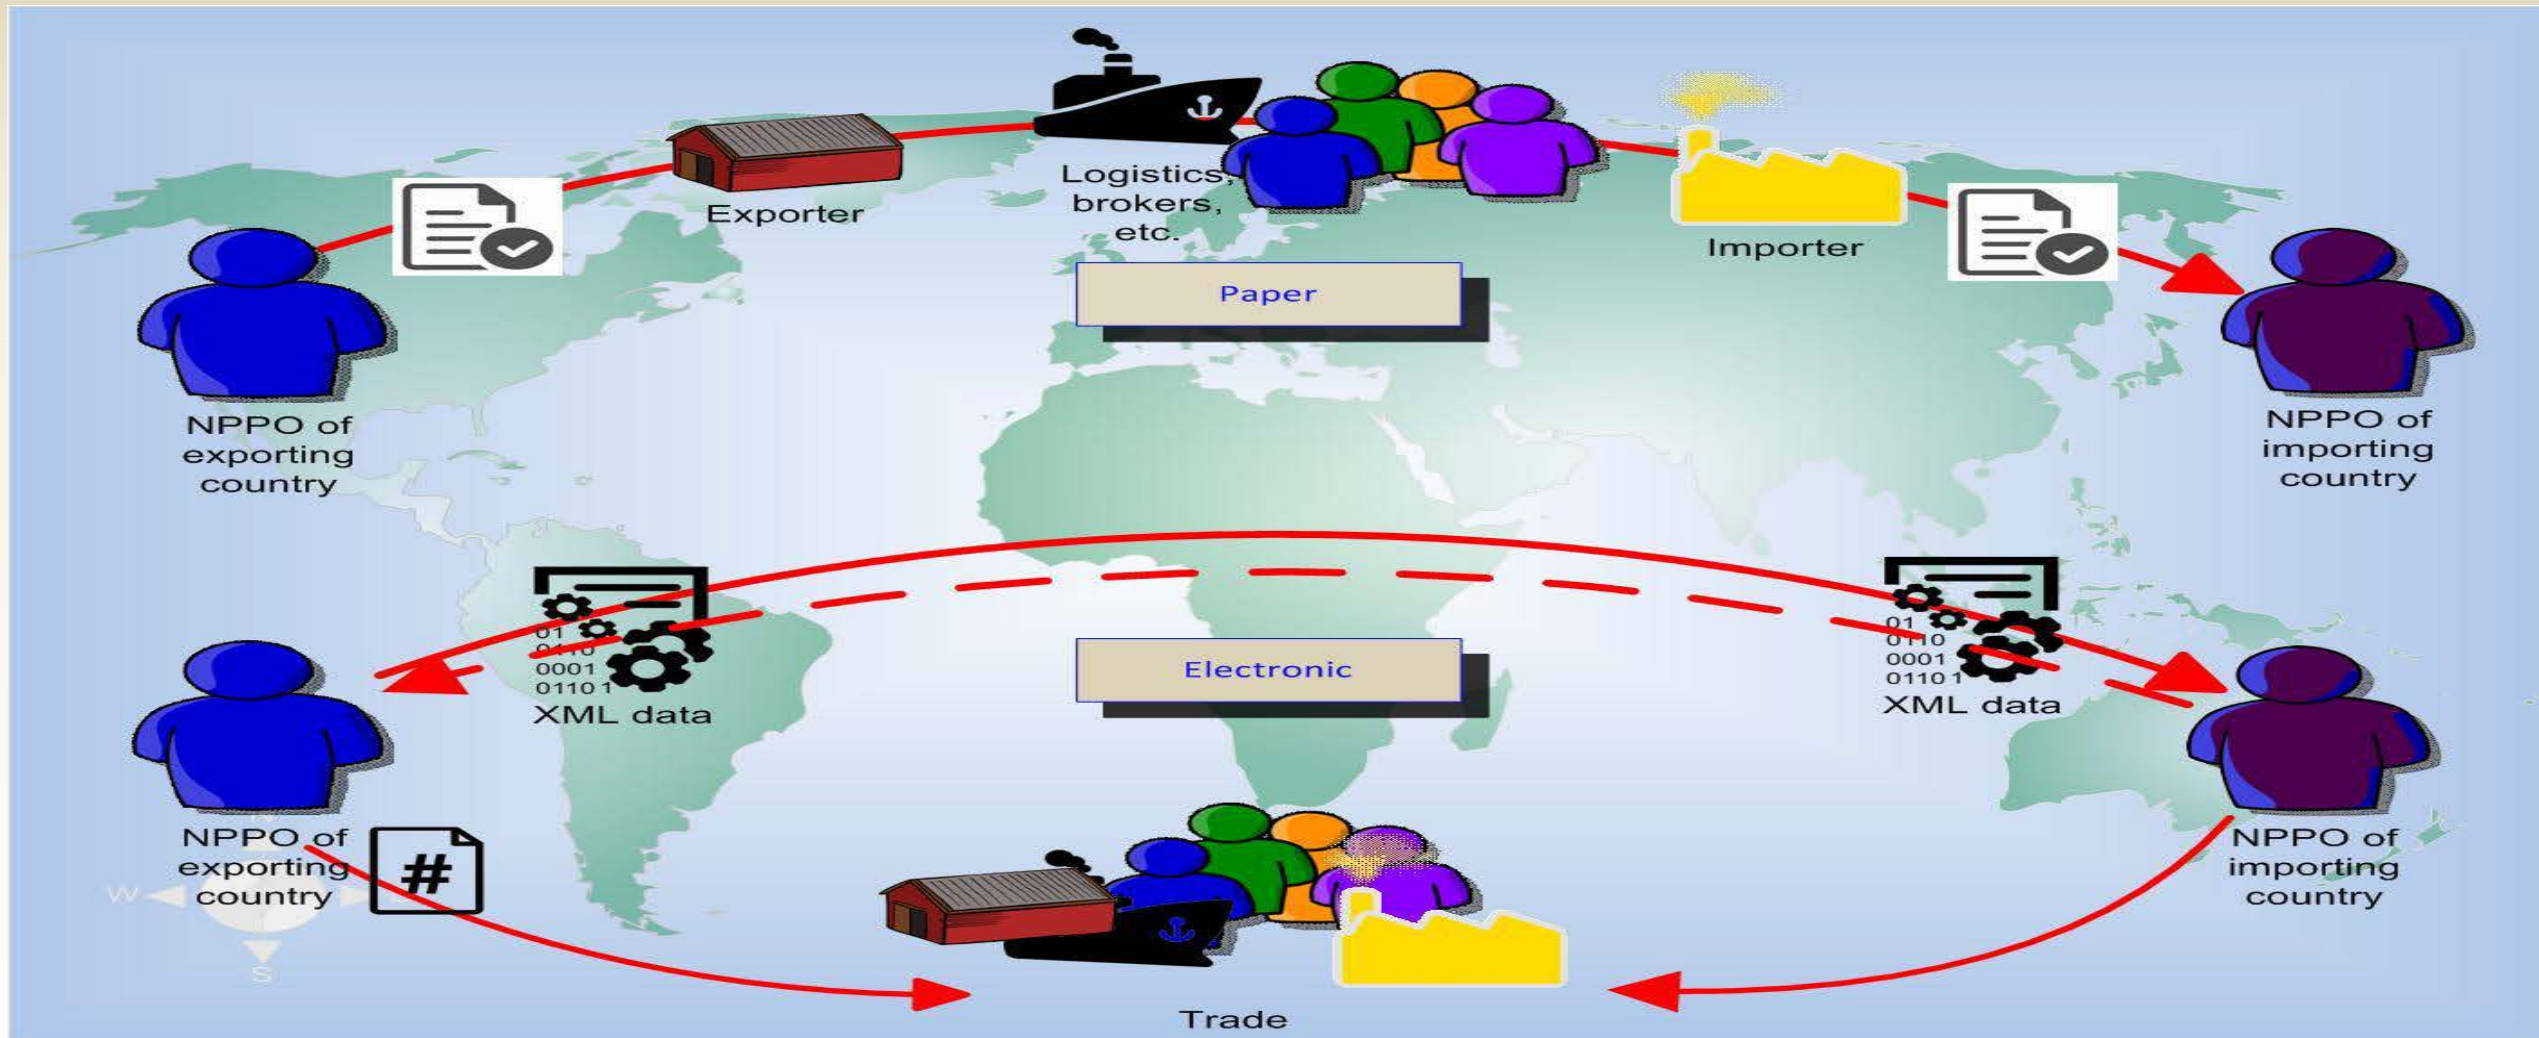 Exporter
Logistics,
brokers,
etc.
Importer
Paper
NPPO of
exporting
country
NPPO of
importing
country
01
0110
0001
01101
XML data
01
0110
0001
01101
XML data
Electronic
NPPO of
exporting
country
#
N
W
S
NPPO of
importing
country
Trade